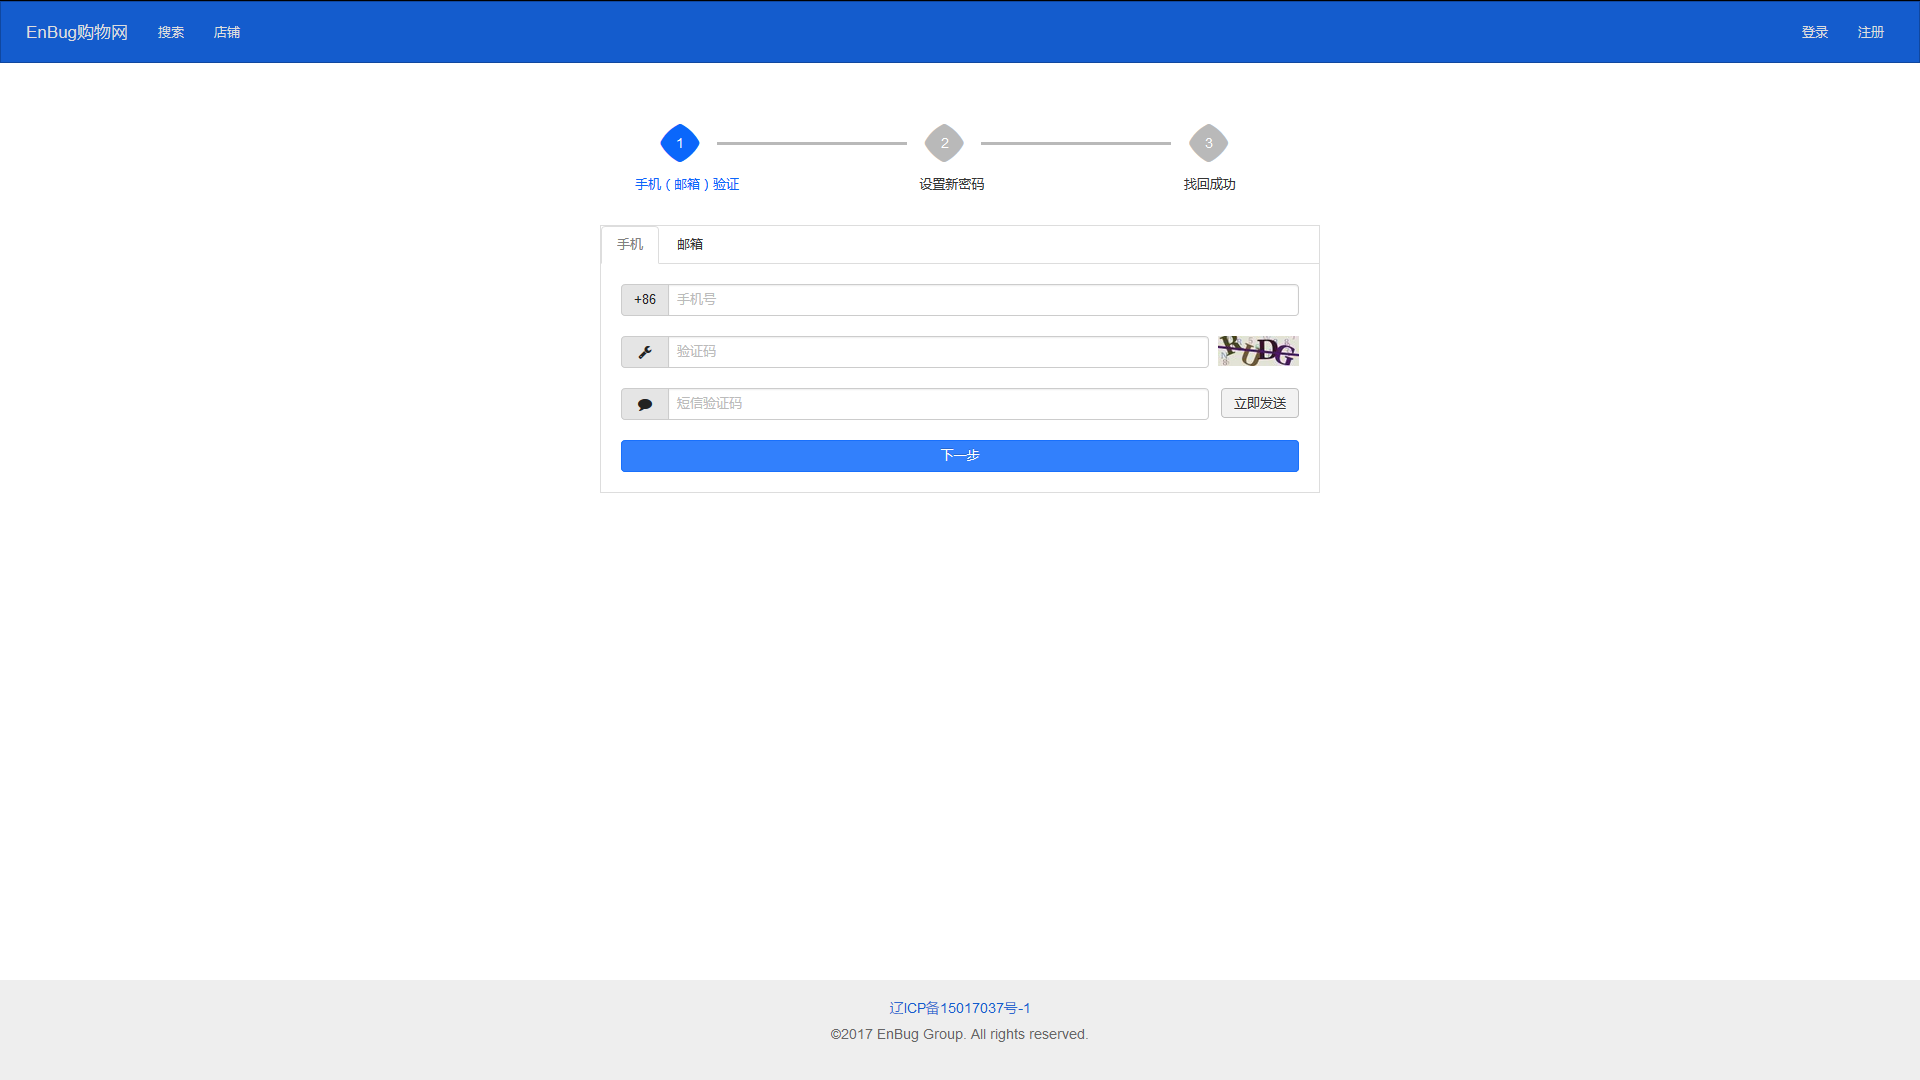 EnBug购物网 搜索 店铺 登录 注册
1 2 3
手机（邮箱）验证 设置新密码 找回成功
手机 邮箱
+86 手机号
验证码 RUDG
短信验证码 立即发送
下一步
辽ICP备15017037号-1
©2017 EnBug Group. All rights reserved.